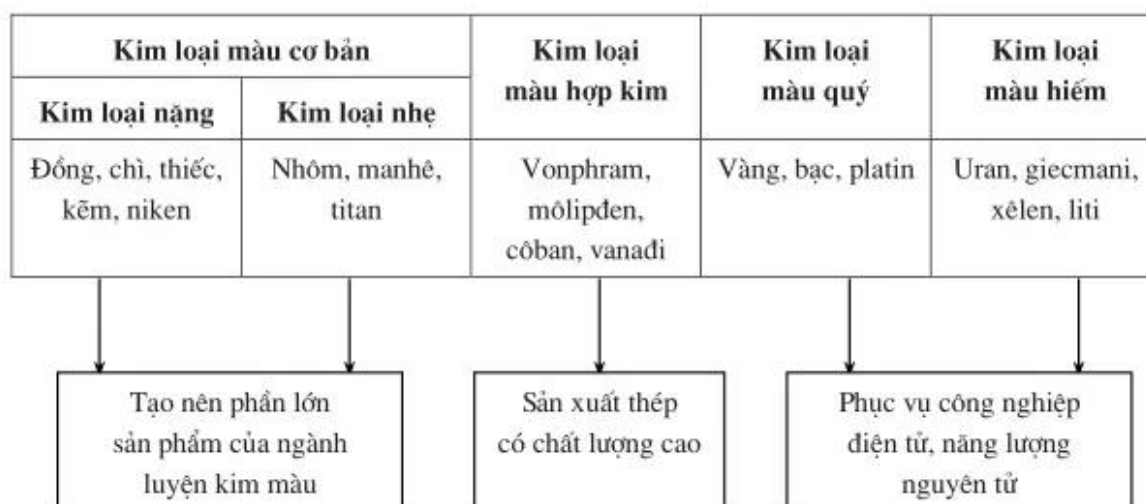 Kim loại màu cơ bản
Kim loại
màu hợp kim
Kim loại
màu quý
Kim loại
màu hiếm
Kim loại nặng
Kim loại nhẹ
Đồng, chì, thiếc,
kẽm, niken
Nhôm, manhê,
titan
Vonphram,
môlipđen,
côban, vanađi
Vàng, bạc, platin
Uran, giecmani,
xêlen, liti
Tạo nên phần lớn
sản phẩm của ngành
luyện kim màu
Sản xuất thép
có chất lượng cao
Phục vụ công nghiệp
điện tử, năng lượng
nguyên tử